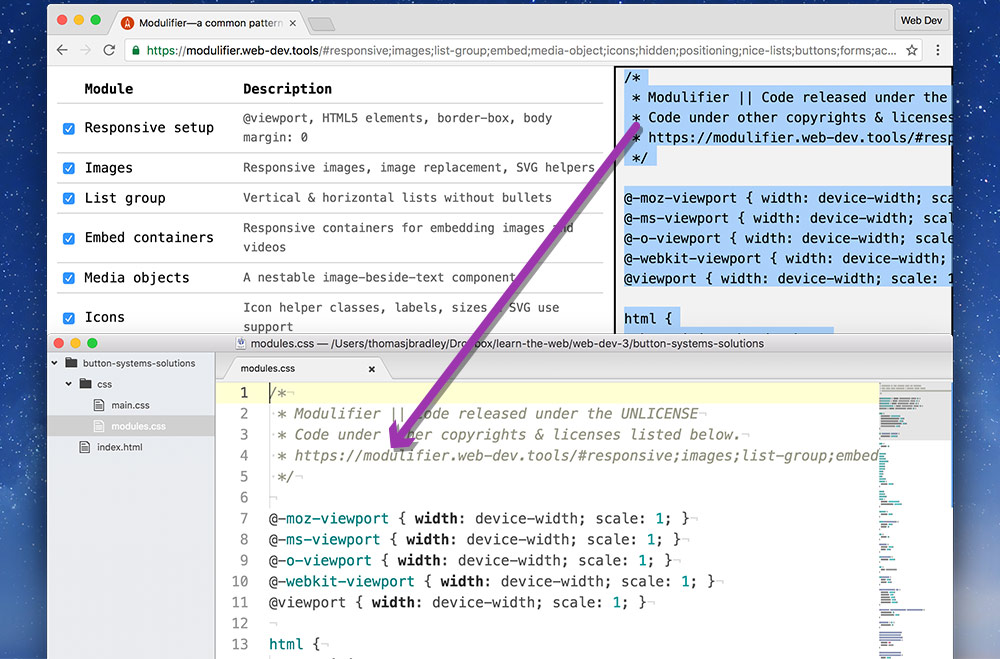 Modulifier—a common pattern
Web Dev
https://modulifier.web-dev.tools/#responsive;images;list-group;embed;media-object;icons;hidden;positioning;nice-lists;buttons;forms;ac...
Module Description
Responsive setup @viewport, HTML5 elements, border-box, body
margin: 0
Images Responsive images, image replacement, SVG helpers
List group Vertical & horizontal lists without bullets
Embed containers Responsive containers for embedding images and
videos
Media objects A nestable image-beside-text component
Icons Icon helper classes, labels, sizes & SVG use
support
/*
* Modulifier || Code released under the
* Code under other copyrights & licenses
* https://modulifier.web-dev.tools/#resp
*/
@-moz-viewport { width: device-width; sca
@-ms-viewport { width: device-width; scal
@-o-viewport { width: device-width; scale
@-webkit-viewport { width: device-width;
@viewport { width: device-width; scale: 1
html {
modules.css — /Users/thomasjbradley/Dropbox/learn-the-web/web-dev-3/button-systems-solutions
button-systems-solutions
css
main.css
modules.css
index.html
modules.css
1 /*
2 * Modulifier || Code released under the UNLICENSE
3 * Code under other copyrights & licenses listed below.
4 * https://modulifier.web-dev.tools/#responsive;images;list-group;embed
5 */
6
7 @-moz-viewport { width: device-width; scale: 1; }
8 @-ms-viewport { width: device-width; scale: 1; }
9 @-o-viewport { width: device-width; scale: 1; }
10 @-webkit-viewport { width: device-width; scale: 1; }
11 @viewport { width: device-width; scale: 1; }
12
13 html {